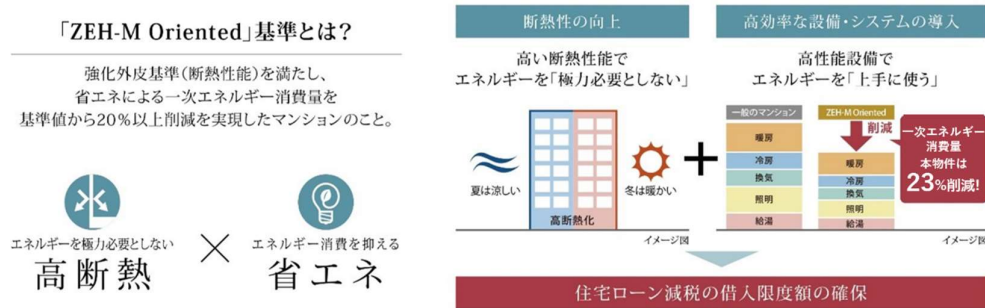 「ZEH-M Oriented」基準とは?
強化外皮基準(断熱性能)を満たし、
省エネによる一次エネルギー消費量を
基準値から20%以上削減を実現したマンションのこと。
エネルギーを極力必要としない
高断熱
×
エネルギー消費を抑える
省エネ
断熱性の向上
高い断熱性能で
エネルギーを「極力必要としない」
夏は涼しい
冬は暖かい
高断熱化
イメージ図
+
高効率な設備・システムの導入
高性能設備で
エネルギーを「上手に使う」
一般のマンション
暖房
冷房
換気
照明
給湯
ZEH-M Oriented
削減
暖房
冷房
換気
照明
給湯
一次エネルギー
消費量
本物件は
23%削減!
イメージ図
住宅ローン減税の借入限度額の確保